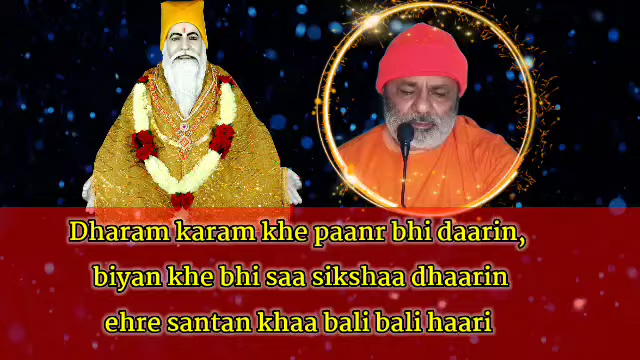 Dharam karam khe paanr bhi daarin,
biyan khe bhi saa sikshaa dhaarin
ehre santan khaa bali bali haari